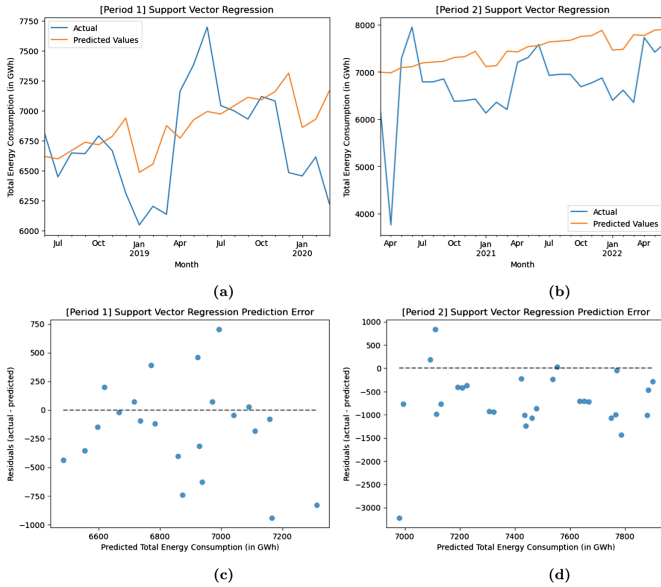 [Period 1] Support Vector Regression
7750
7500
7250
7000
6750
6500
6250
6000
Total Energy Consumption (in GWh)
Actual
Predicted Values
Jul
Oct
Jan
2019
Apr
Jul
Oct
Jan
2020
Month
(a)
[Period 2] Support Vector Regression
8000
7000
6000
5000
4000
Total Energy Consumption (in GWh)
Actual
Predicted Values
Apr
Jul
Oct
Jan
2021
Apr
Jul
Oct
Jan
2022
Apr
Month
(b)
[Period 1] Support Vector Regression Prediction Error
750
500
250
0
−250
−500
−750
−1000
Residuals (actual - predicted)
6600
6800
7000
7200
Predicted Total Energy Consumption (in GWh)
(c)
[Period 2] Support Vector Regression Prediction Error
1000
500
0
−500
−1000
−1500
−2000
−2500
−3000
Residuals (actual - predicted)
7000
7200
7400
7600
7800
Predicted Total Energy Consumption (in GWh)
(d)